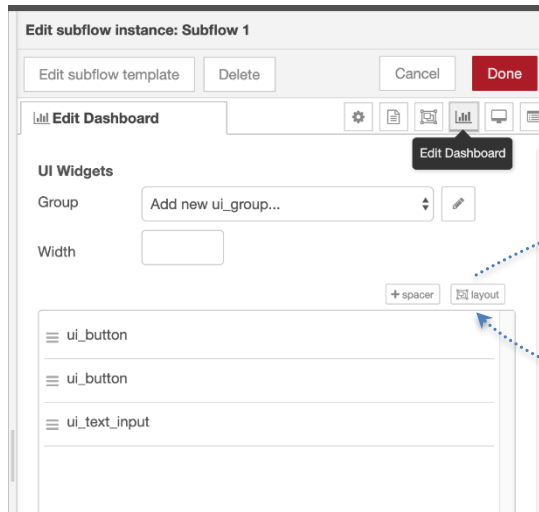 Edit subflow instance: Subflow 1
Edit subflow template
Delete
Cancel
Done
Edit Dashboard
Edit Dashboard
UI Widgets
Group
Add new ui_group...
Width
+ spacer
layout
ui_button
ui_button
ui_text_input